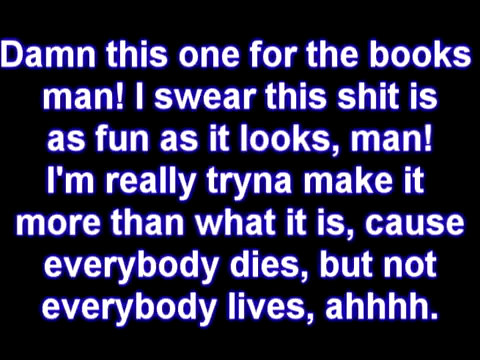 Damn this one for the books
man! I swear this shit is
as fun as it looks, man!
I'm really tryna make it
more than what it is, cause
everybody dies, but not
everybody lives, ahhhh.